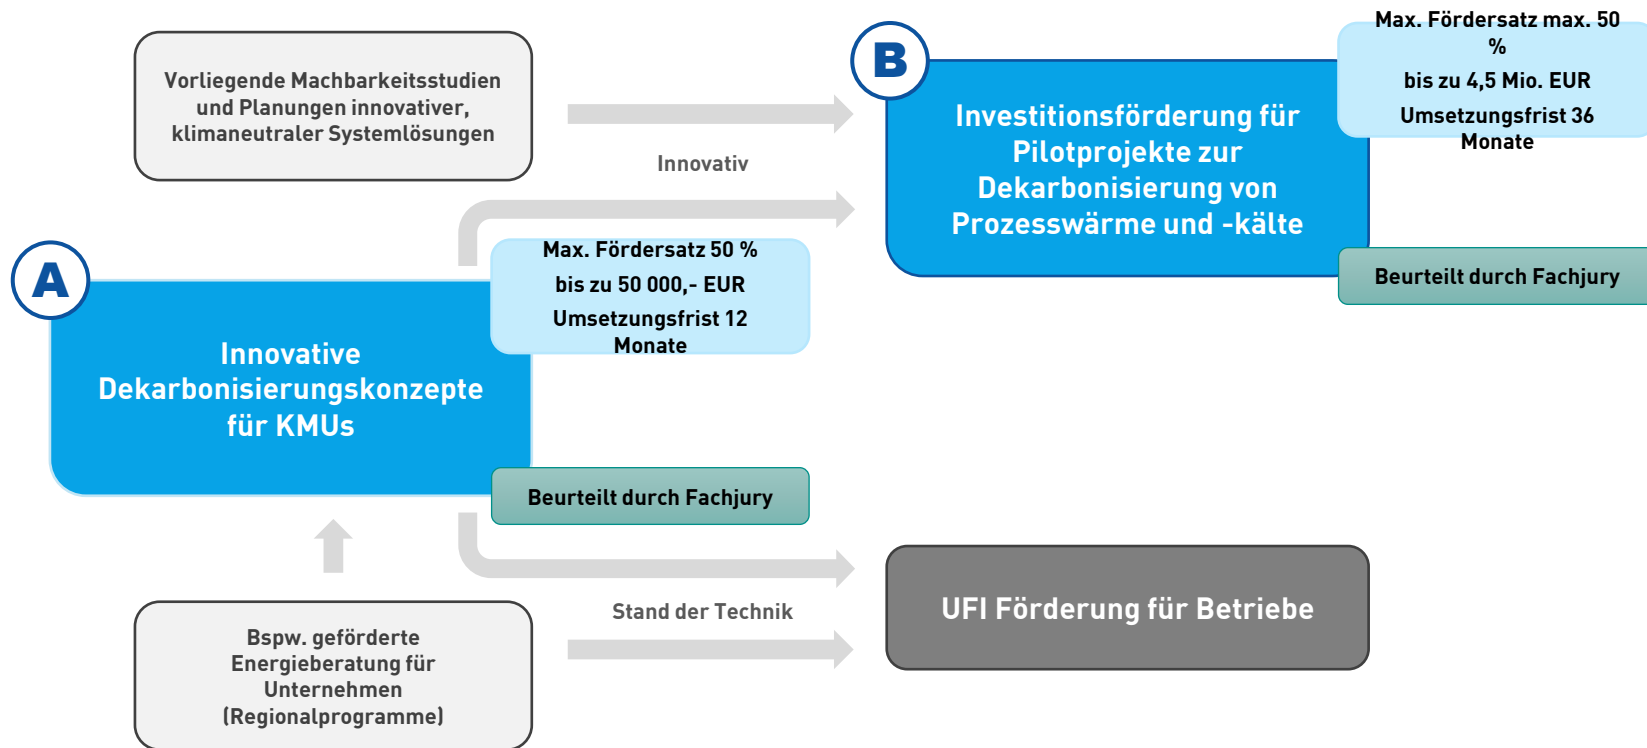 Vorliegende Machbarkeitsstudien
und Planungen innovativer,
klimaneutraler Systemlösungen
Innovativ
B
Investitionsförderung für
Pilotprojekte zur
Dekarbonisierung von
Prozesswärme und -kälte
Max. Fördersatz max. 50
%
bis zu 4,5 Mio. EUR
Umsetzungsfrist 36
Monate
Beurteilt durch Fachjury
A
Innovative
Dekarbonisierungskonzepte
für KMUs
Max. Fördersatz 50 %
bis zu 50 000,- EUR
Umsetzungsfrist 12
Monate
Beurteilt durch Fachjury
Stand der Technik
UFI Förderung für Betriebe
Bspw. geförderte
Energieberatung für
Unternehmen
(Regionalprogramme)